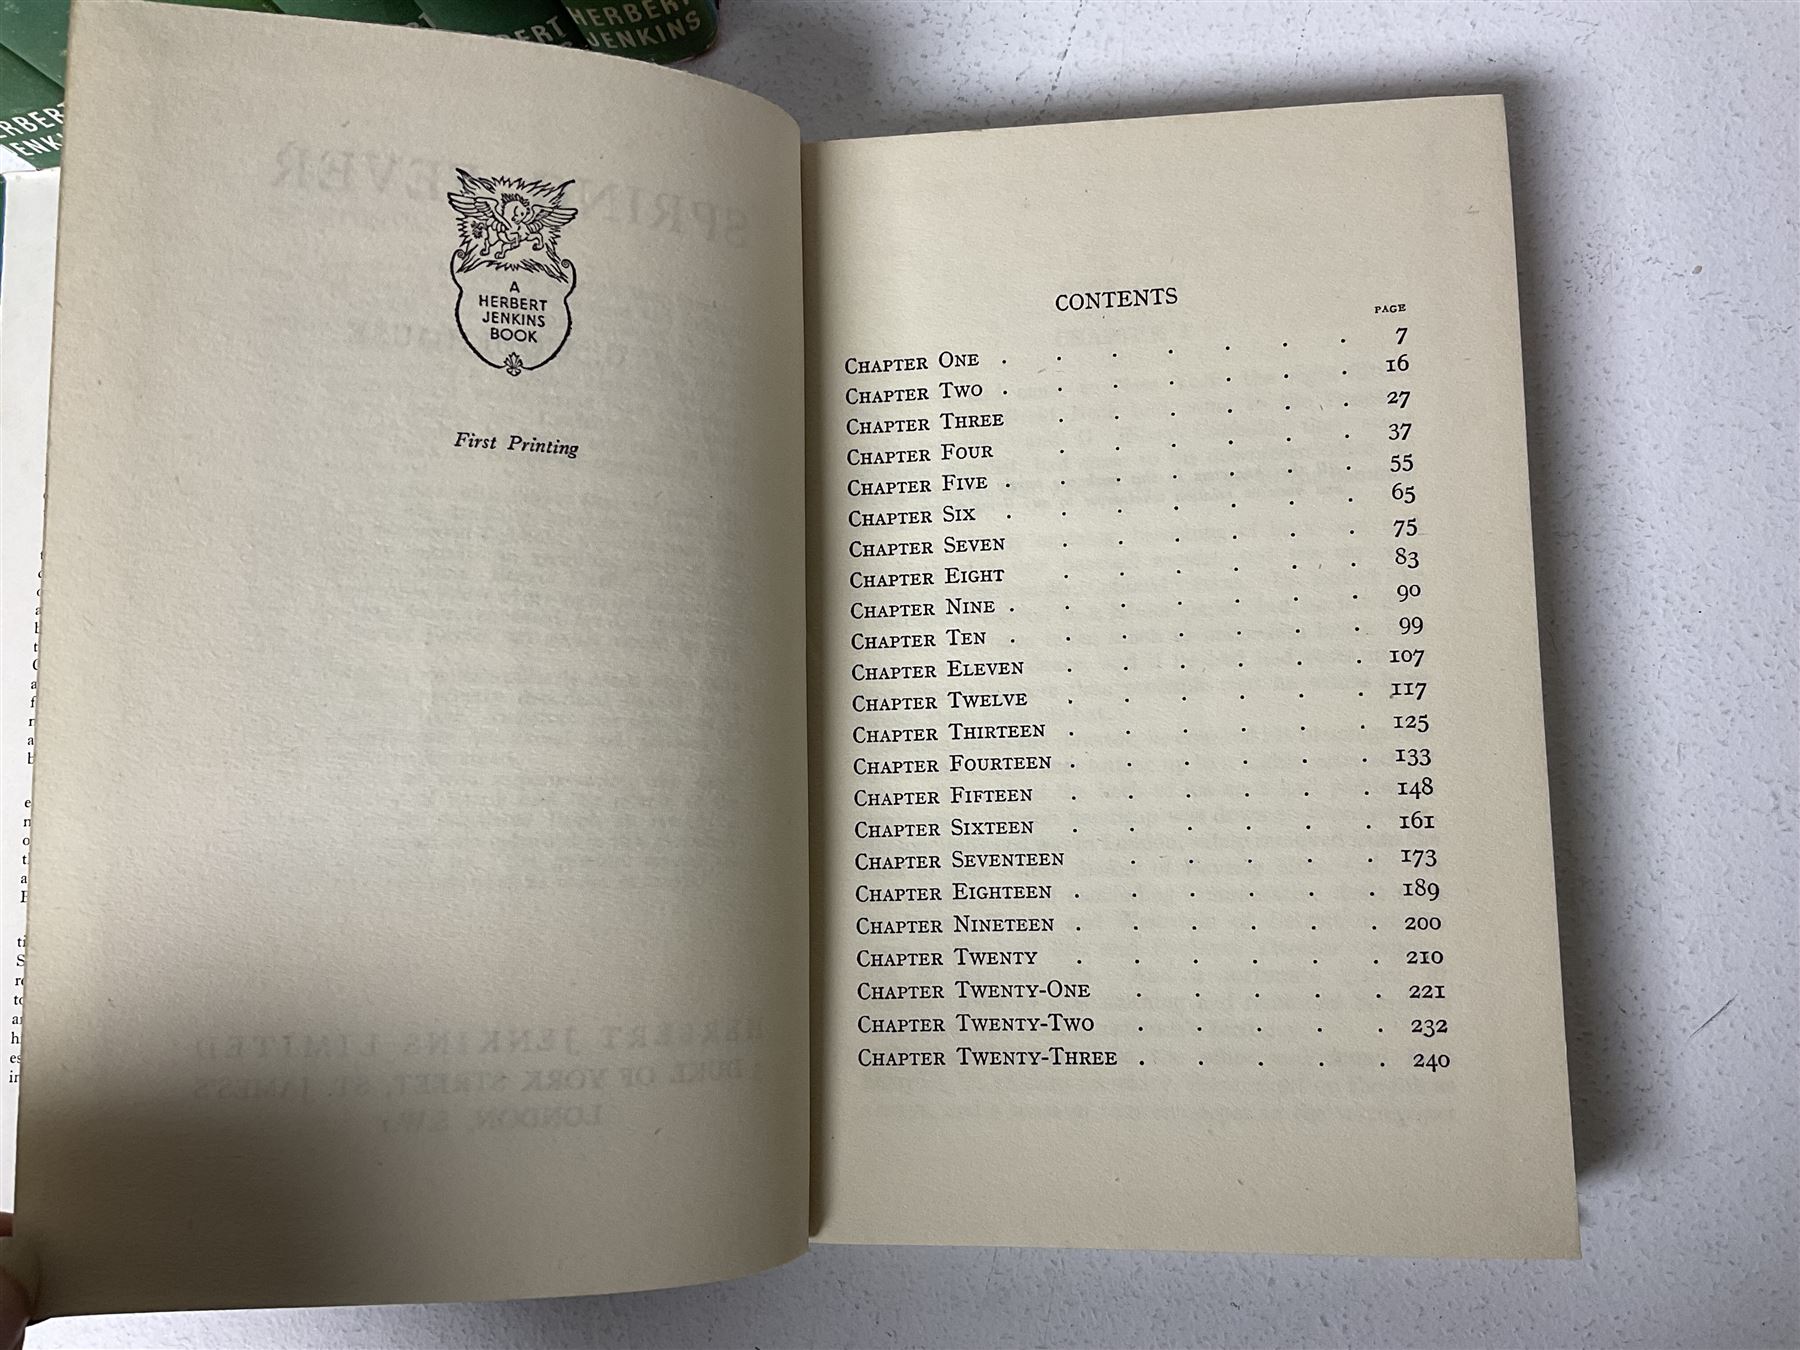 HERBERT
JENKINS
A
HERBERT
JENKINS
BOOK
First Printing
CONTENTS
PAGE
CHAPTER ONE . . . . . . . 7
CHAPTER TWO . . . . . . . 16
CHAPTER THREE . . . . . . 27
CHAPTER FOUR . . . . . . 37
CHAPTER FIVE . . . . . . . 55
CHAPTER SIX . . . . . . . 65
CHAPTER SEVEN . . . . . . 75
CHAPTER EIGHT . . . . . . 83
CHAPTER NINE . . . . . . . 90
CHAPTER TEN . . . . . . . 99
CHAPTER ELEVEN . . . . . . 107
CHAPTER TWELVE . . . . . . 117
CHAPTER THIRTEEN . . . . . . 125
CHAPTER FOURTEEN . . . . . . 133
CHAPTER FIFTEEN . . . . . . 148
CHAPTER SIXTEEN . . . . . . 161
CHAPTER SEVENTEEN . . . . . 173
CHAPTER EIGHTEEN . . . . . . 189
CHAPTER NINETEEN . . . . . . 200
CHAPTER TWENTY . . . . . . 210
CHAPTER TWENTY-ONE . . . . . 221
CHAPTER TWENTY-TWO . . . . . 232
CHAPTER TWENTY-THREE . . . . . 240